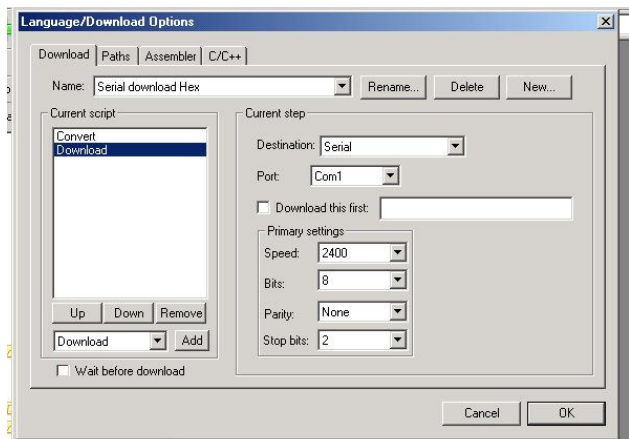 Language/Download Options
Download Paths Assembler C/C++
Name: Serial download Hex Rename... Delete New...
Current script
Convert
Download
Up Down Remove
Download Add
Wait before download
Current step
Destination: Serial
Port: Com1
Download this first:
Primary settings
Speed: 2400
Bits: 8
Parity: None
Stop bits: 2
Cancel OK